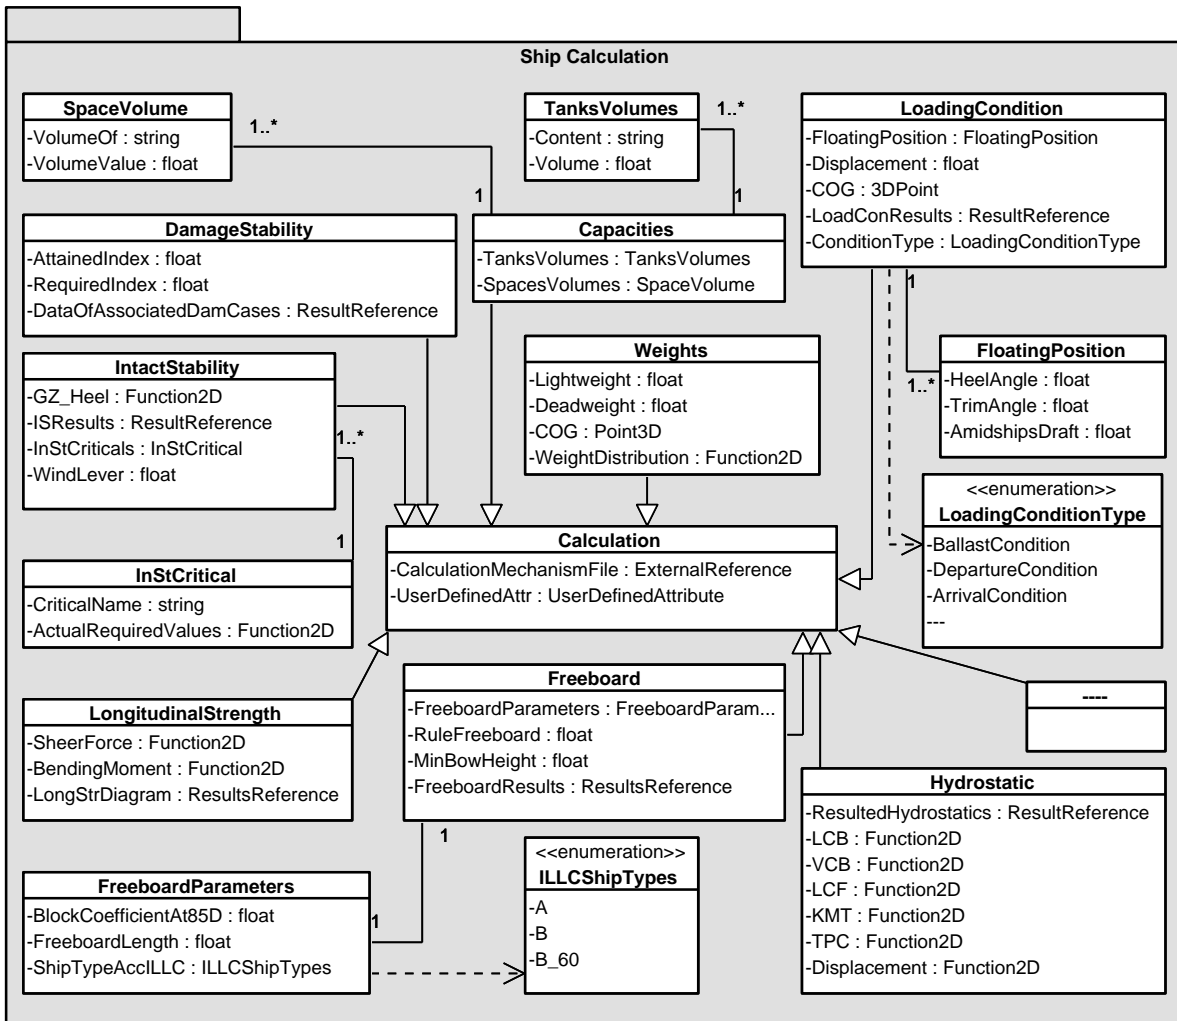 Ship Calculation
SpaceVolume
-VolumeOf : string
-VolumeValue : float
1..*
1
TanksVolumes
-Content : string
-Volume : float
1..*
1
LoadingCondition
-FloatingPosition : FloatingPosition
-Displacement : float
-COG : 3DPoint
-LoadConResults : ResultReference
-ConditionType : LoadingConditionType
1
1..*
DamageStability
-AttainedIndex : float
-RequiredIndex : float
-DataOfAssociatedDamCases : ResultReference
Capacities
-TanksVolumes : TanksVolumes
-SpacesVolumes : SpaceVolume
IntactStability
-GZ_Heel : Function2D
-ISResults : ResultReference
-InStCriticals : InStCritical
-WindLever : float
1..*
1
Weights
-Lightweight : float
-Deadweight : float
-COG : Point3D
-WeightDistribution : Function2D
FloatingPosition
-HeelAngle : float
-TrimAngle : float
-AmidshipsDraft : float
<<enumeration>>
LoadingConditionType
-BallastCondition
-DepartureCondition
-ArrivalCondition
---
Calculation
-CalculationMechanismFile : ExternalReference
-UserDefinedAttr : UserDefinedAttribute
InStCritical
-CriticalName : string
-ActualRequiredValues : Function2D
LongitudinalStrength
-SheerForce : Function2D
-BendingMoment : Function2D
-LongStrDiagram : ResultsReference
Freeboard
-FreeboardParameters : FreeboardParam...
-RuleFreeboard : float
-MinBowHeight : float
-FreeboardResults : ResultsReference
1
1
----
Hydrostatic
-ResultedHydrostatics : ResultReference
-LCB : Function2D
-VCB : Function2D
-LCF : Function2D
-KMT : Function2D
-TPC : Function2D
-Displacement : Function2D
FreeboardParameters
-BlockCoefficientAt85D : float
-FreeboardLength : float
-ShipTypeAccILLC : ILLCShipTypes
<<enumeration>>
ILLCShipTypes
-A
-B
-B_60